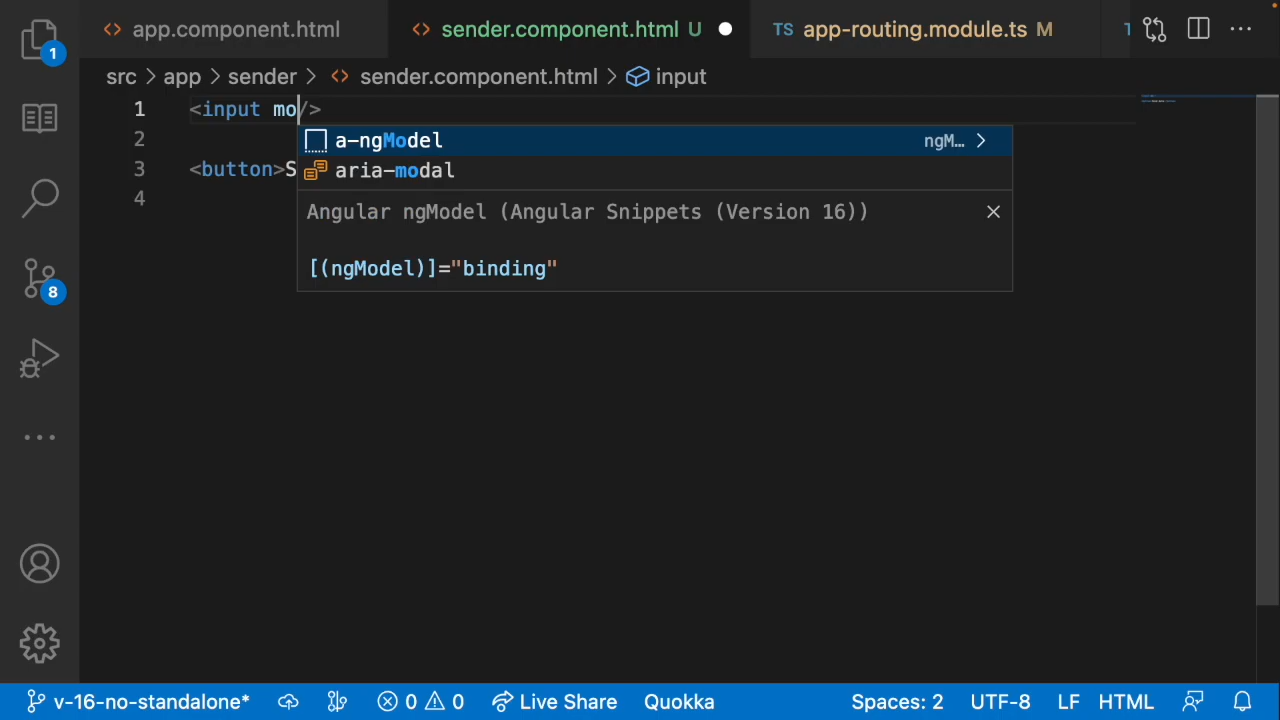 app.component.html sender.component.html U TS app-routing.module.ts M
1
src > app > sender > sender.component.html > input
1 <input mo/>
2
3 <button>S
4
a-ngModel ngM...
aria-modal
Angular ngModel (Angular Snippets (Version 16))
[(ngModel)]="binding"
8
v-16-no-standalone* 0 0 Live Share Quokka Spaces: 2 UTF-8 LF HTML